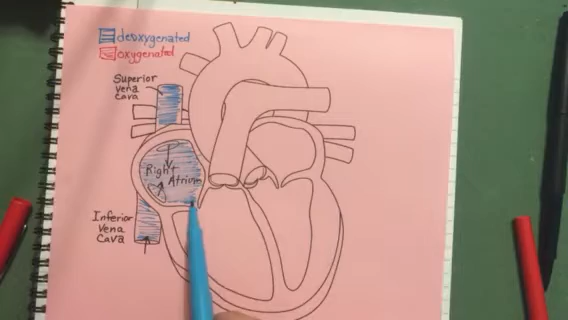 deoxygenated
oxygenated
Superior
vena
cava
Right
Atrium
Inferior
Vena
Cava